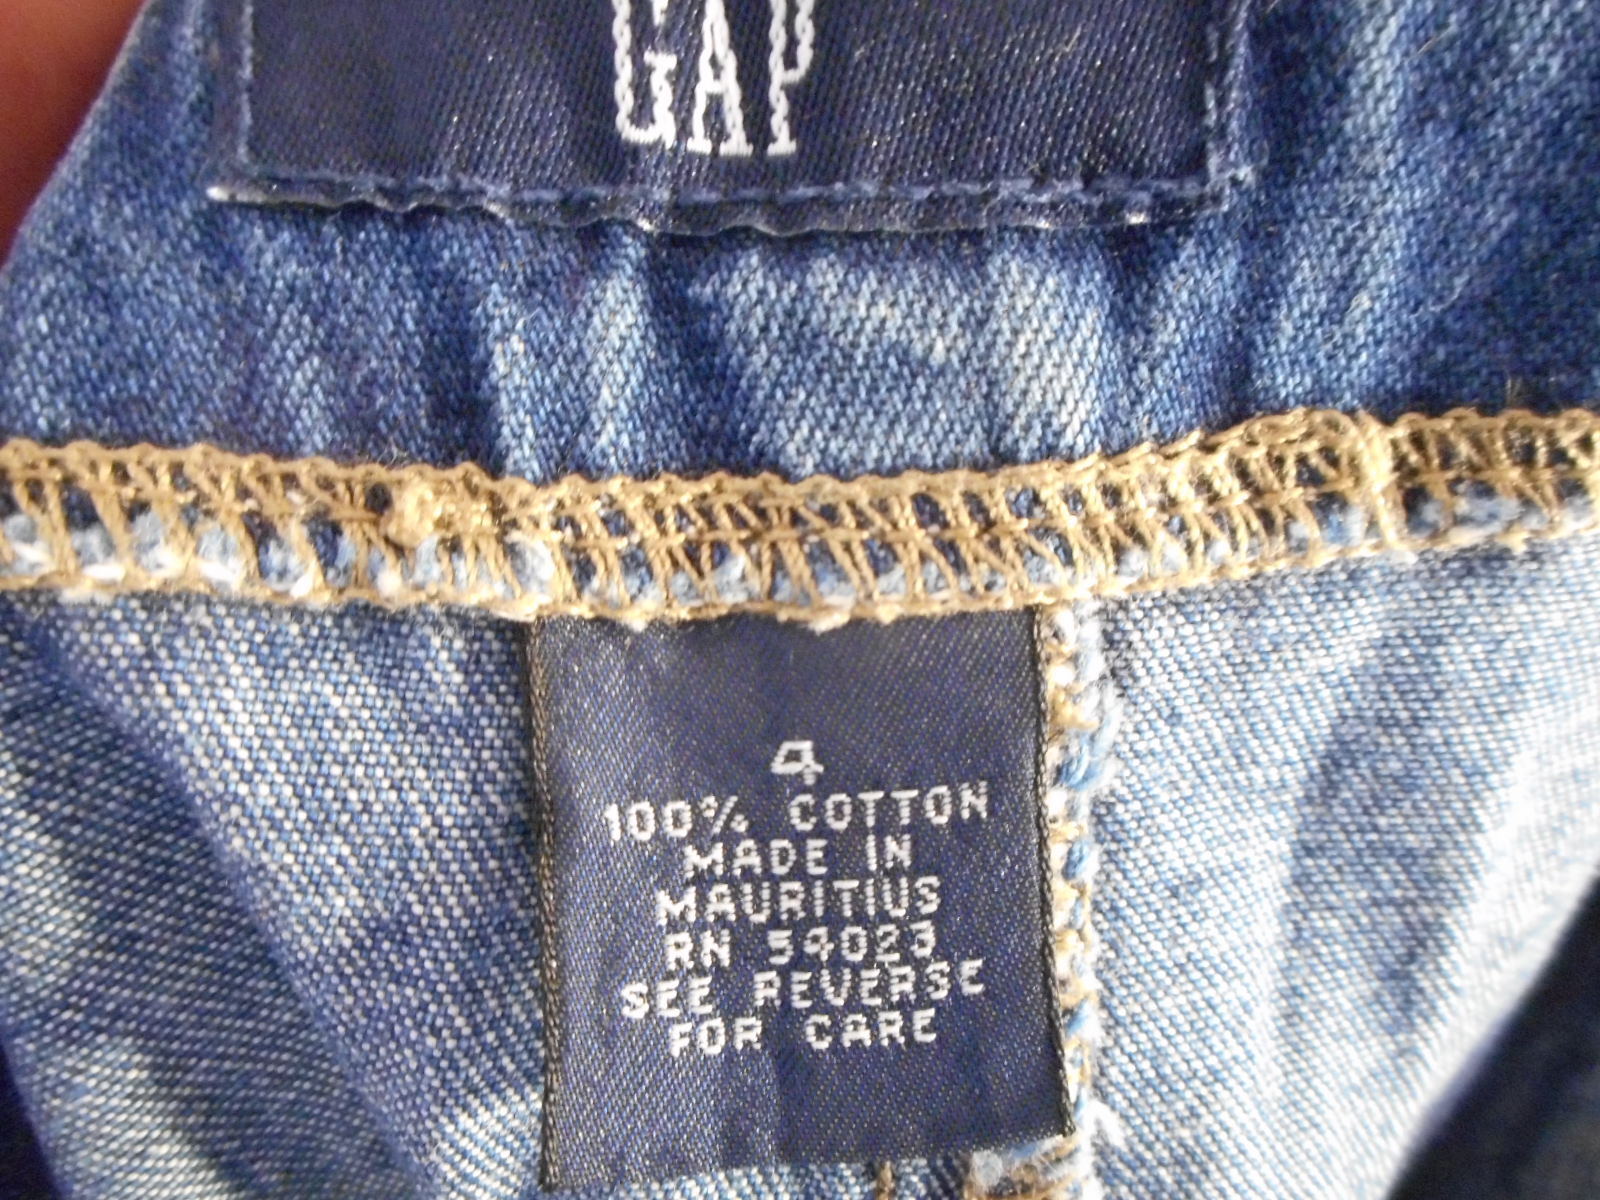 GAP
4
100% COTTON
MADE IN
MAURITIUS
RN 54023
SEE REVERSE
FOR CARE